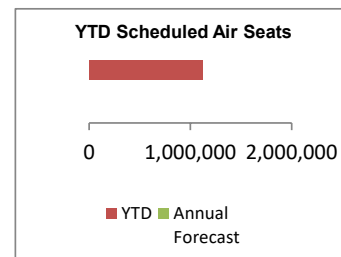 YTD Scheduled Air Seats
0 1,000,000 2,000,000
YTD Annual
Forecast